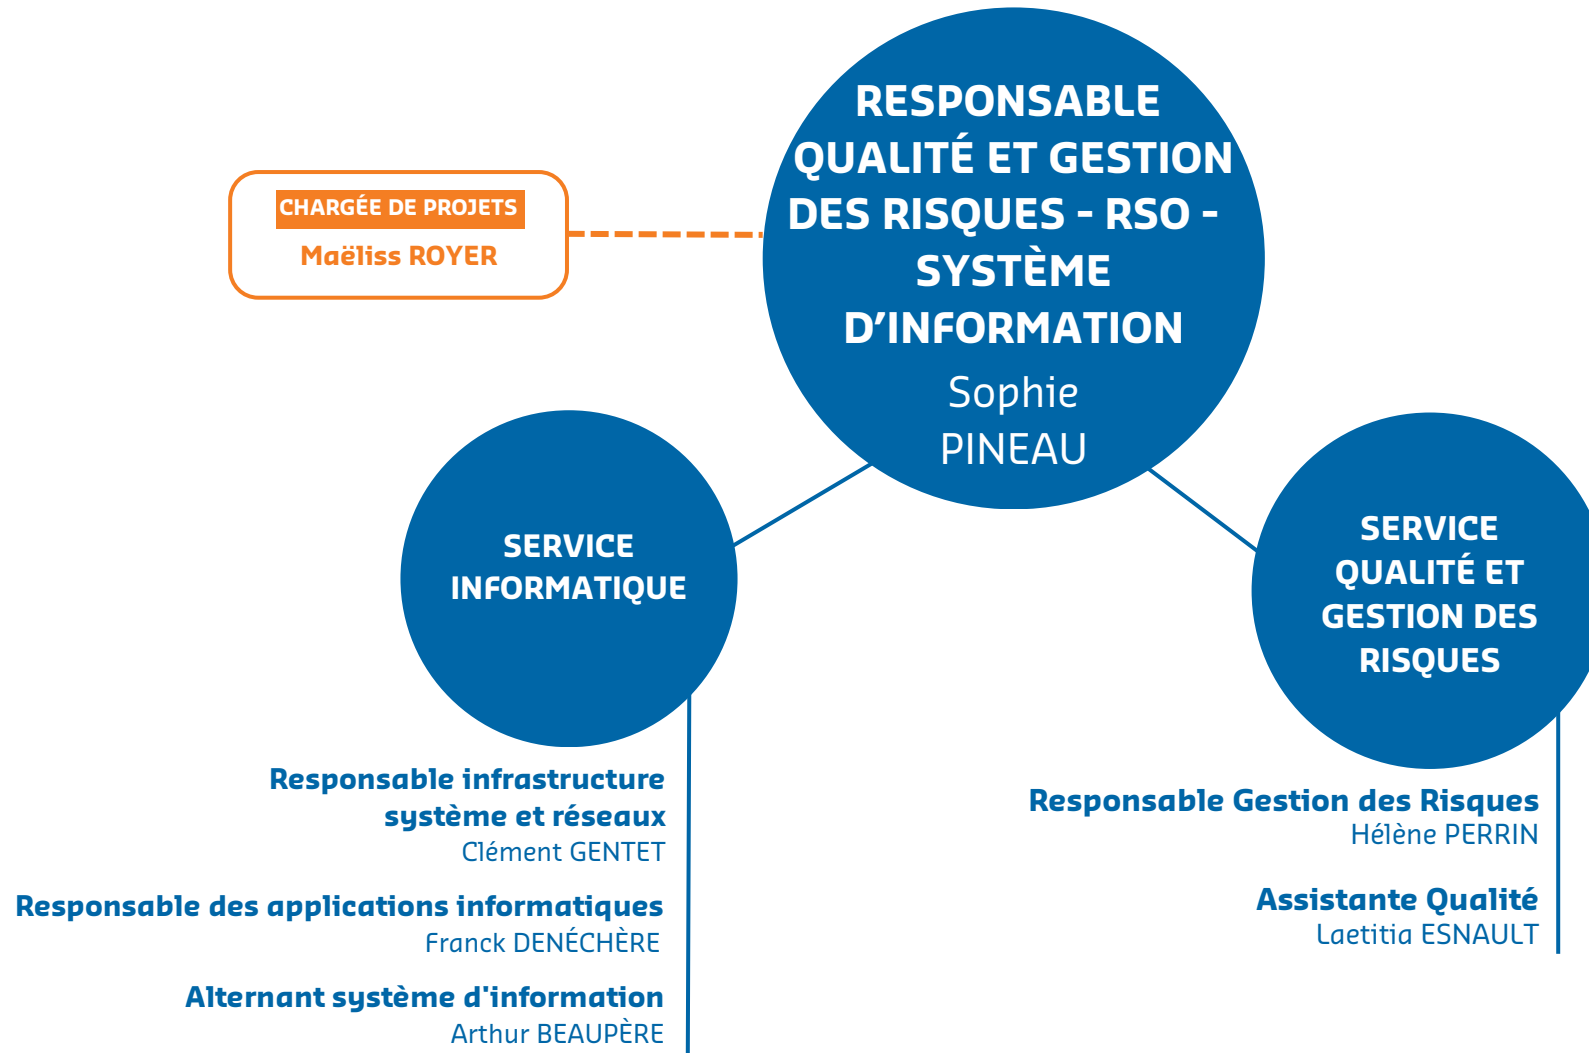 RESPONSABLE
QUALITÉ ET GESTION
DES RISQUES - RSO -
SYSTÈME
D'INFORMATION
Sophie
PINEAU
CHARGÉE DE PROJETS
Maëliss ROYER
SERVICE
INFORMATIQUE
Responsable infrastructure
système et réseaux
Clément GENTET
Responsable des applications informatiques
Franck DENÉCHÈRE
Alternant système d'information
Arthur BEAUPÈRE
SERVICE
QUALITÉ ET
GESTION DES
RISQUES
Responsable Gestion des Risques
Hélène PERRIN
Assistante Qualité
Laetitia ESNAULT